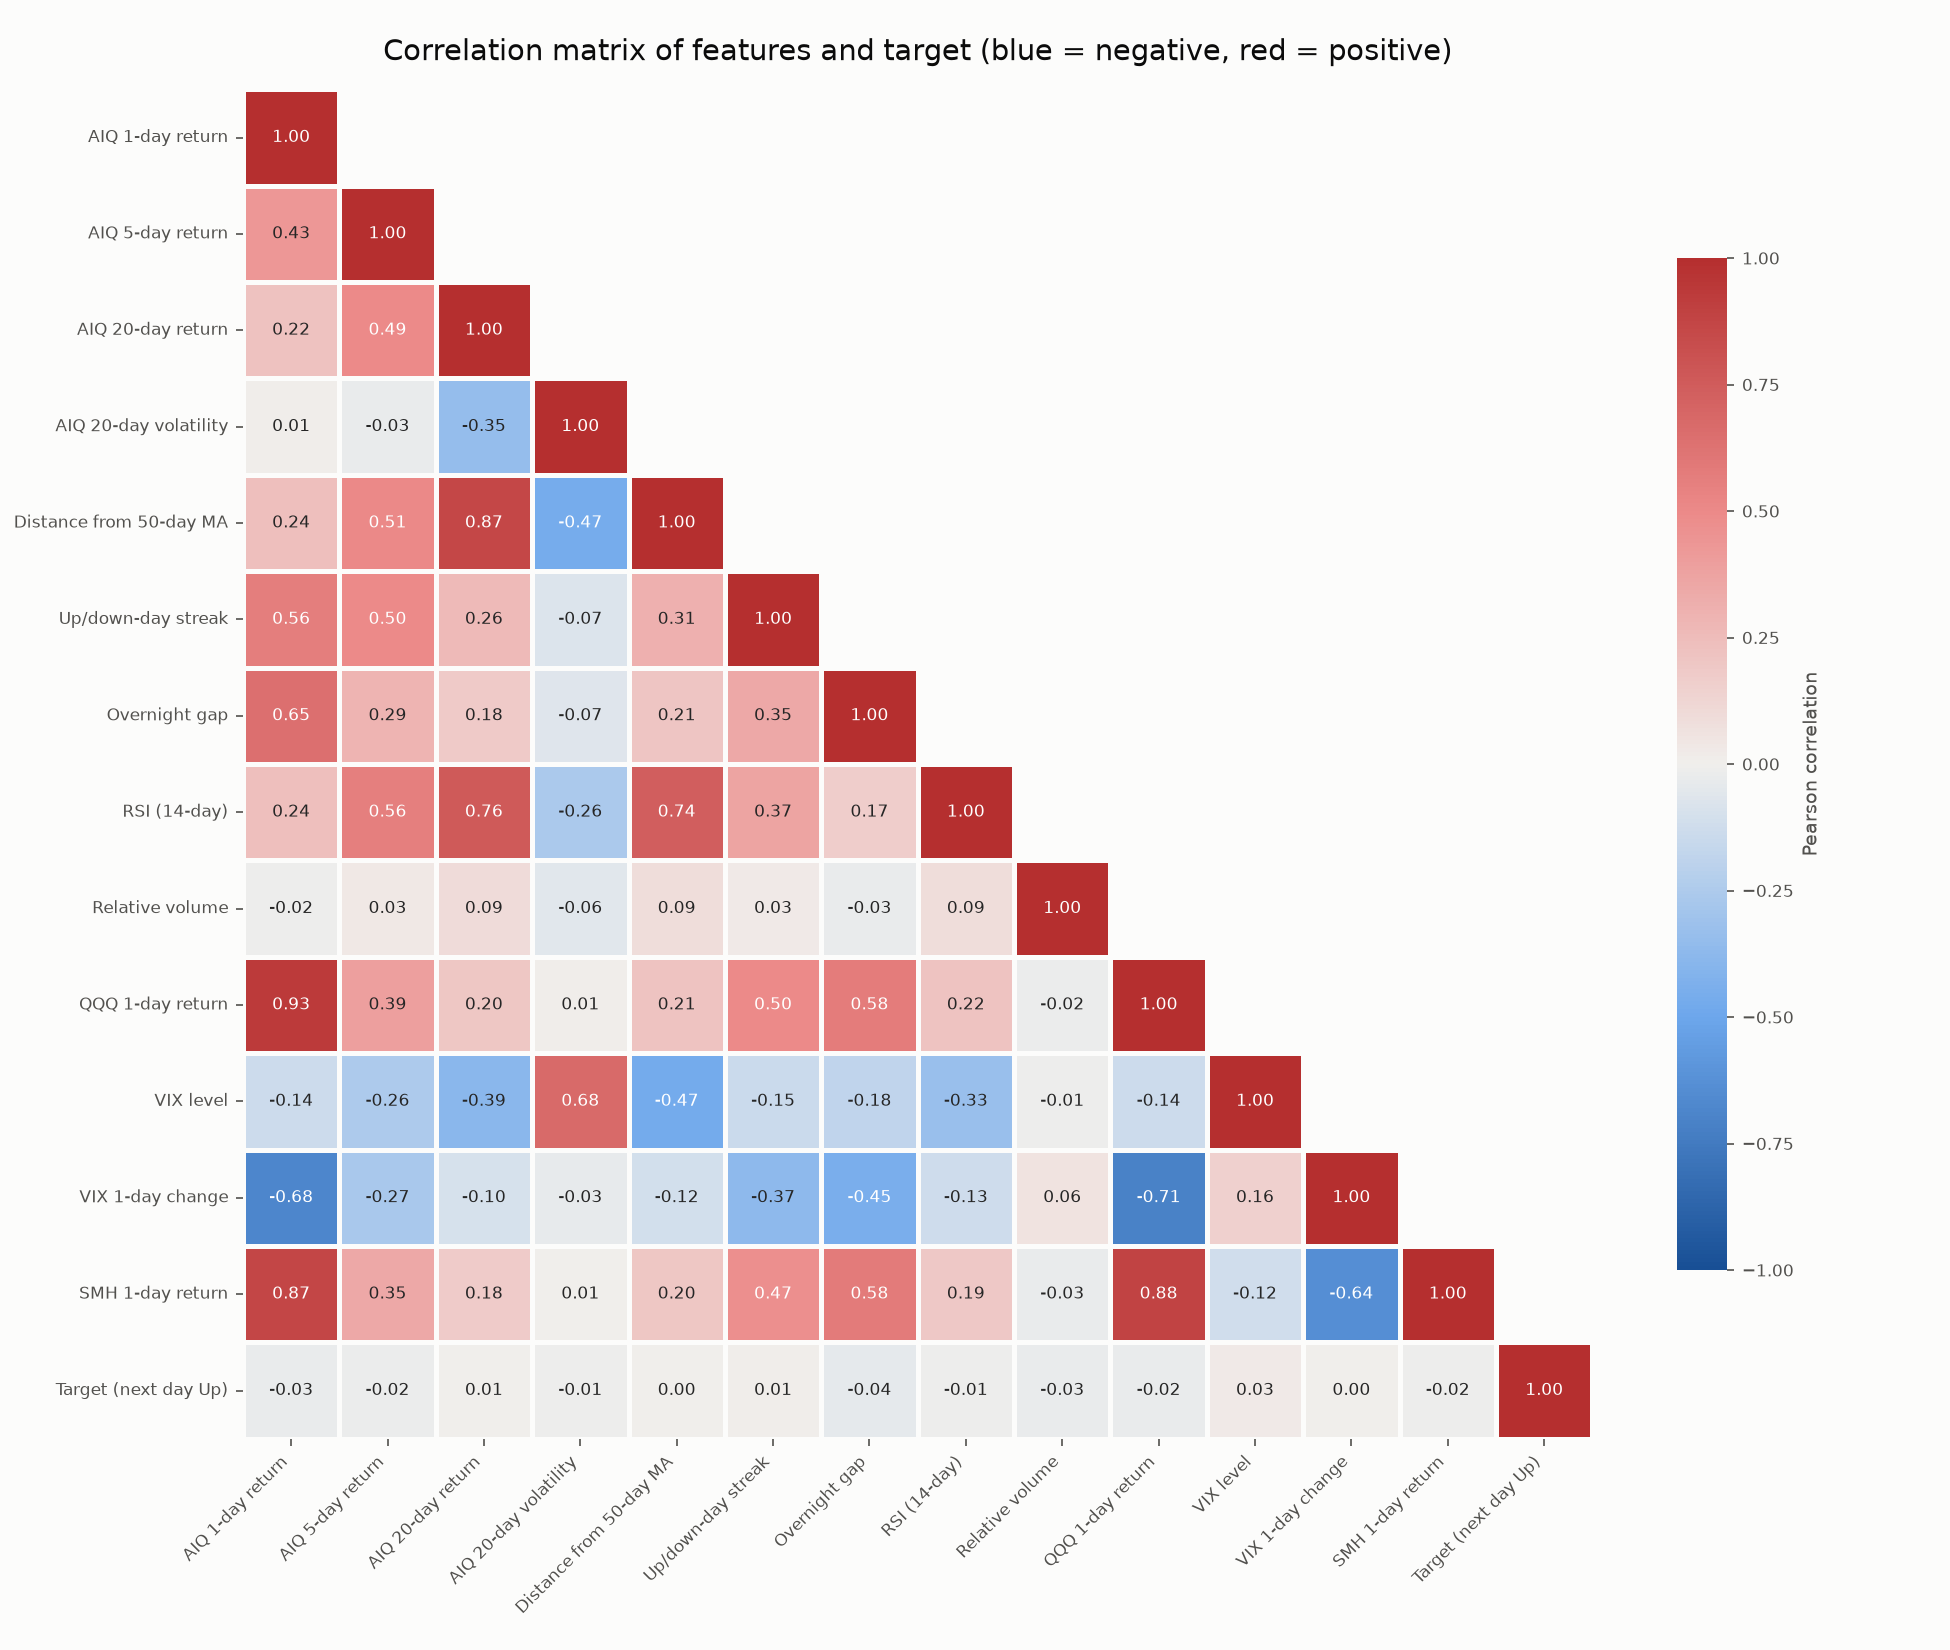 Correlation matrix of features and target (blue = negative, red = positive)
AIQ 1-day return 1.00
AIQ 5-day return 0.43 1.00
AIQ 20-day return 0.22 0.49 1.00
AIQ 20-day volatility 0.01 -0.03 -0.35 1.00
Distance from 50-day MA 0.24 0.51 0.87 -0.47 1.00
Up/down-day streak 0.56 0.50 0.26 -0.07 0.31 1.00
Overnight gap 0.65 0.29 0.18 -0.07 0.21 0.35 1.00
RSI (14-day) 0.24 0.56 0.76 -0.26 0.74 0.37 0.17 1.00
Relative volume -0.02 0.03 0.09 -0.06 0.09 0.03 -0.03 0.09 1.00
QQQ 1-day return 0.93 0.39 0.20 0.01 0.21 0.50 0.58 0.22 -0.02 1.00
VIX level -0.14 -0.26 -0.39 0.68 -0.47 -0.15 -0.18 -0.33 -0.01 -0.14 1.00
VIX 1-day change -0.68 -0.27 -0.10 -0.03 -0.12 -0.37 -0.45 -0.13 0.06 -0.71 0.16 1.00
SMH 1-day return 0.87 0.35 0.18 0.01 0.20 0.47 0.58 0.19 -0.03 0.88 -0.12 -0.64 1.00
Target (next day Up) -0.03 -0.02 0.01 -0.01 0.00 0.01 -0.04 -0.01 -0.03 -0.02 0.03 0.00 -0.02 1.00
AIQ 1-day return
AIQ 5-day return
AIQ 20-day return
AIQ 20-day volatility
Distance from 50-day MA
Up/down-day streak
Overnight gap
RSI (14-day)
Relative volume
QQQ 1-day return
VIX level
VIX 1-day change
SMH 1-day return
Target (next day Up)
1.00
0.75
0.50
0.25
0.00
−0.25
−0.50
−0.75
−1.00
Pearson correlation